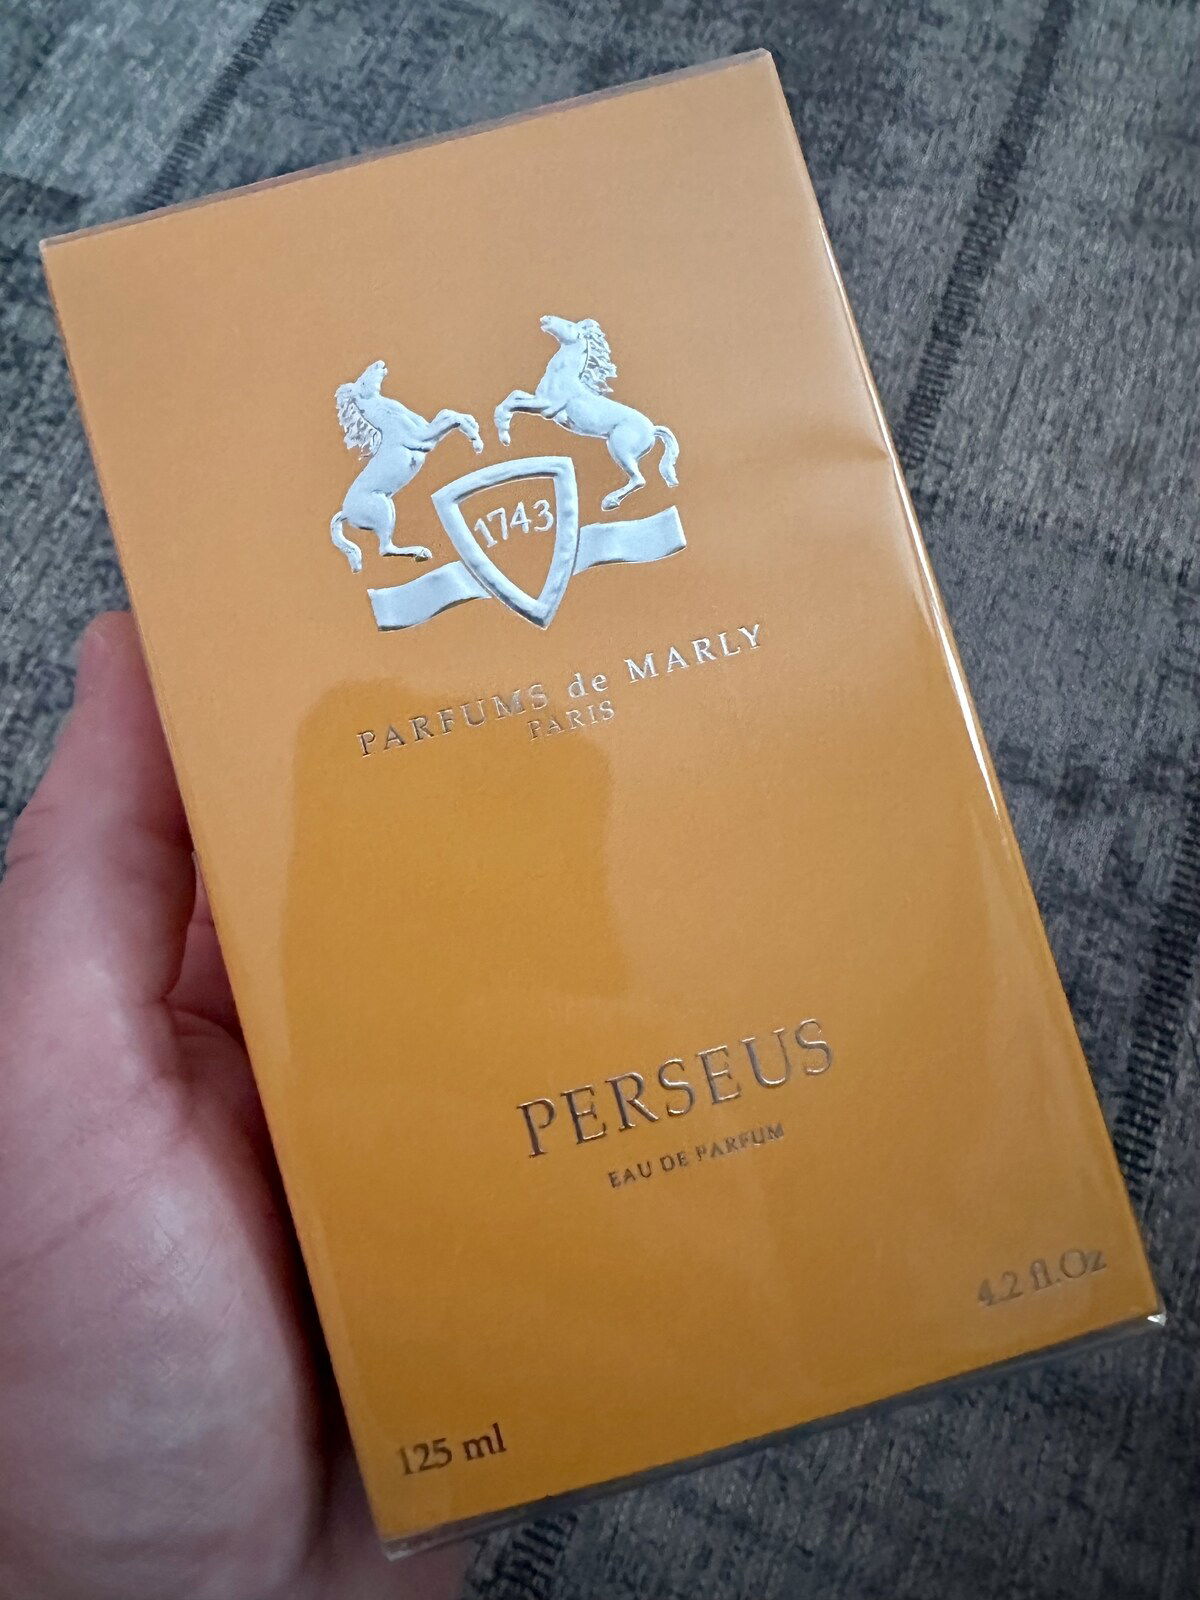 1743
PARFUMS de MARLY
PARIS
PERSEUS
EAU DE PARFUM
4.2 fl.Oz
125 ml